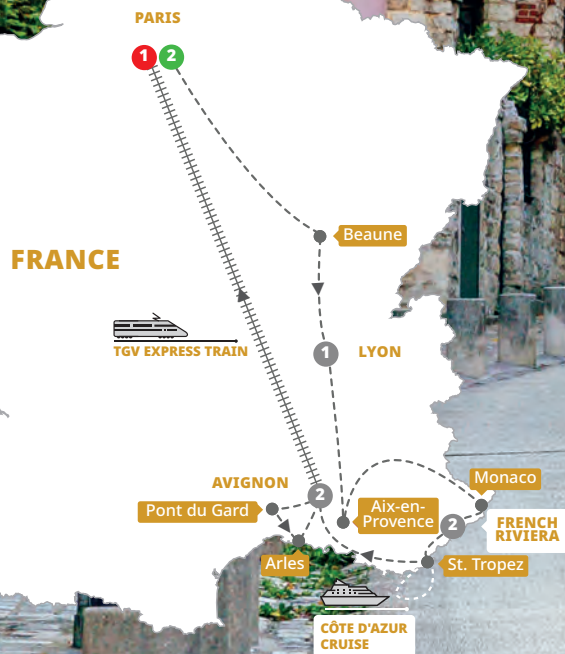 PARIS
1 2
Beaune
FRANCE
1 LYON
TGV EXPRESS TRAIN
AVIGNON
2
Pont du Gard
Arles
Aix-en-
Provence
Monaco
2 FRENCH
RIVIERA
St. Tropez
CÔTE D'AZUR
CRUISE